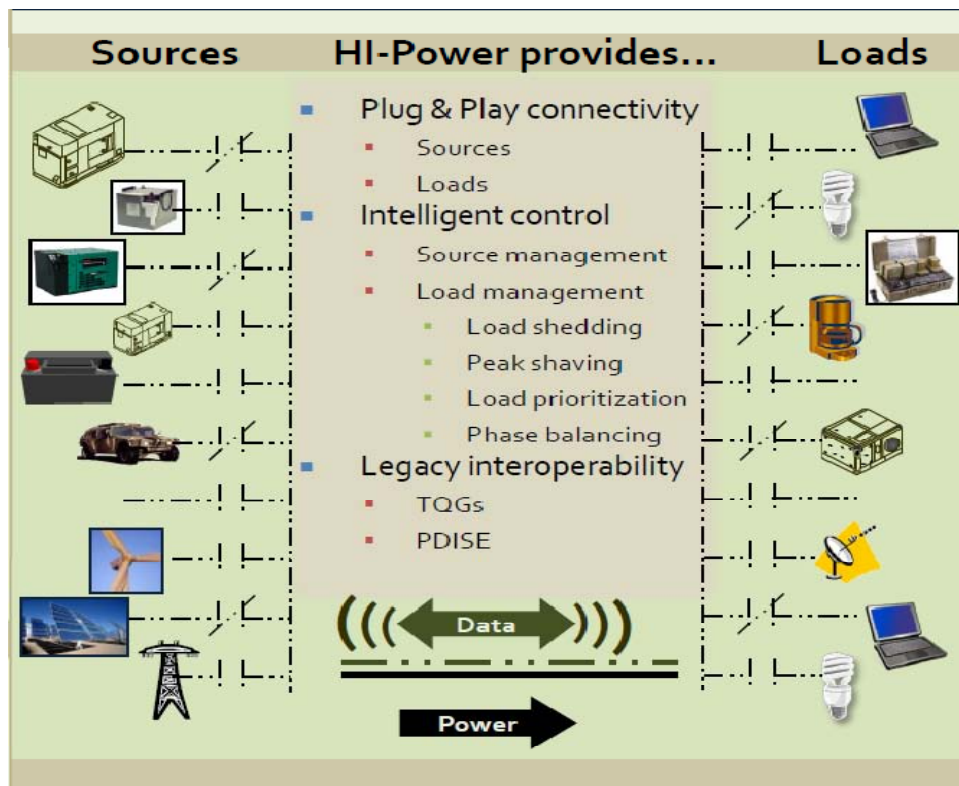 Sources
HI-Power provides...
Loads
Plug & Play connectivity
Sources
Loads
Intelligent control
Source management
Load management
Load shedding
Peak shaving
Load prioritization
Phase balancing
Legacy interoperability
TQGs
PDISE
Data
Power